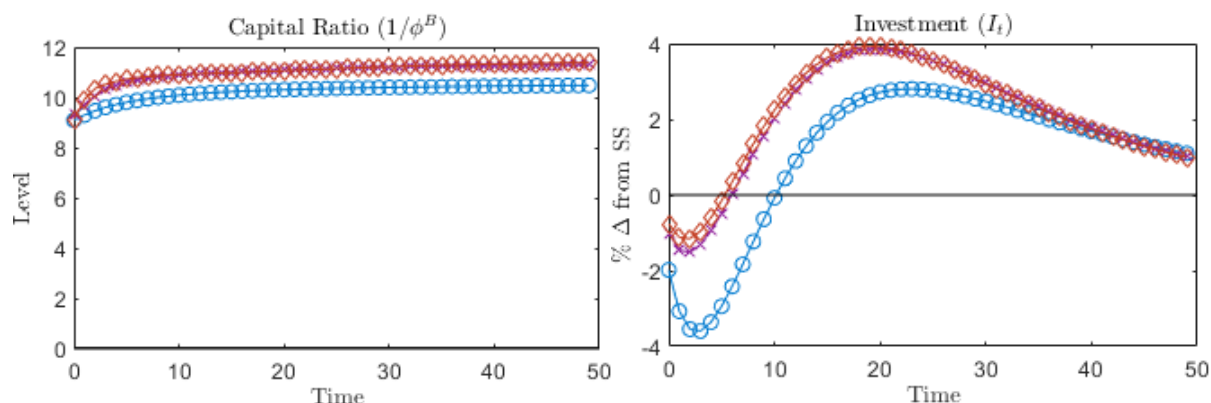 Capital Ratio (1/ϕ^B)
Level
12
10
8
6
4
2
0
0 10 20 30 40 50
Time
Investment (I_t)
% Δ from SS
4
2
0
-2
-4
0 10 20 30 40 50
Time